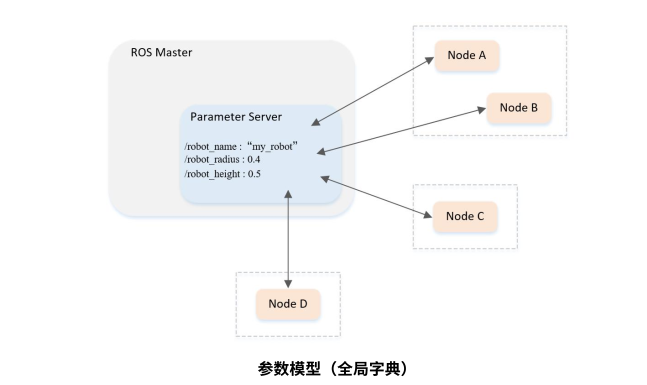 ROS Master
Node A
Node B
Parameter Server
/robot_name : “my_robot”
/robot_radius : 0.4
/robot_height : 0.5
Node C
Node D
参数模型（全局字典）